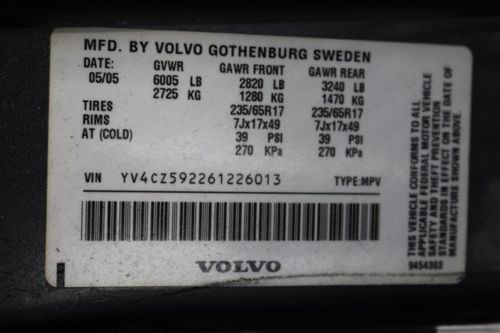 MFD. BY VOLVO GOTHENBURG SWEDEN
DATE: GVWR GAWR FRONT GAWR REAR
05/05 6005 LB 2820 LB 3240 LB
2725 KG 1280 KG 1470 KG
TIRES 235/65R17 235/65R17
RIMS 7Jx17x49 7Jx17x49
AT (COLD) 39 PSI 39 PSI
270 KPa 270 KPa
VIN YV4CZ592261226013 TYPE:MPV
VOLVO
THIS VEHICLE CONFORMS TO ALL
APPLICABLE FEDERAL MOTOR VEHICLE
SAFETY AND THEFT PREVENTION
STANDARDS IN EFFECT ON THE DATE OF
MANUFACTURE SHOWN ABOVE.
9454363